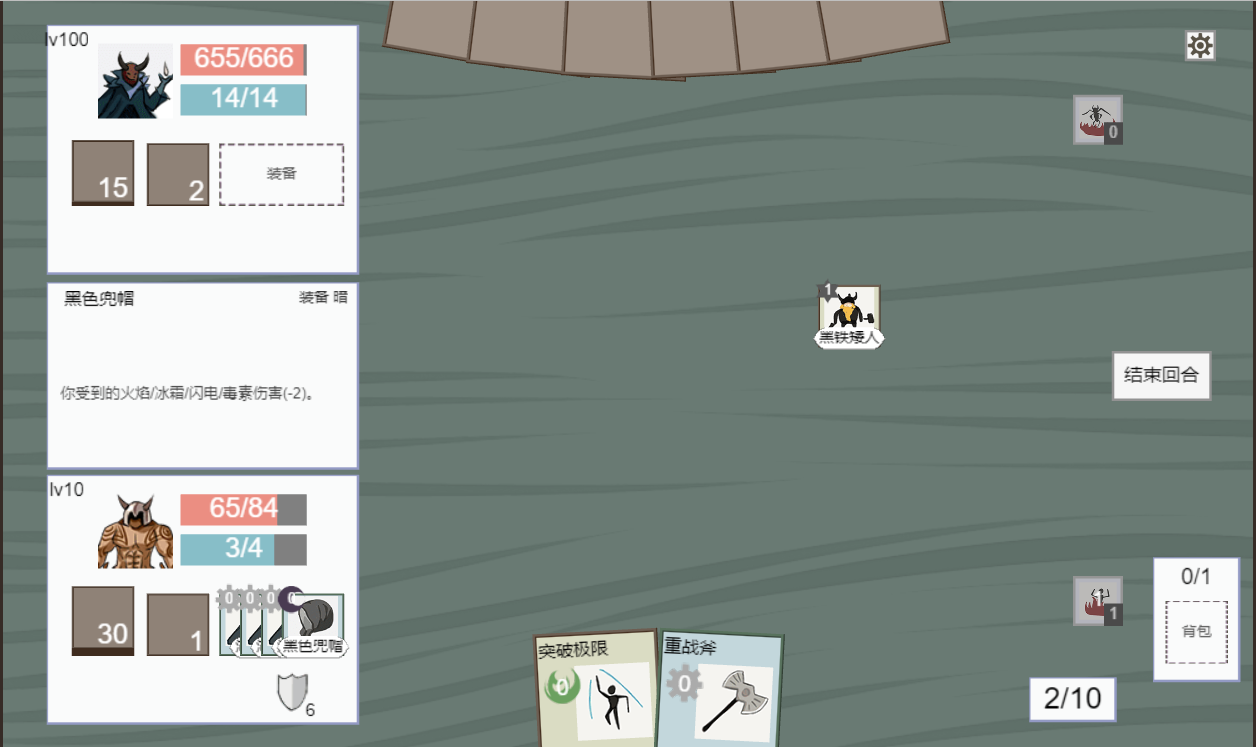 lv100
655/666
14/14
15
2
装备
0
1
黑铁矮人
黑色兜帽
装备 暗
你受到的火焰/冰霜/闪电/毒素伤害(-2)。
结束回合
lv10
65/84
3/4
30
1
0
0
0
黑色兜帽
6
突破极限
0
重战斧
0
1
0/1
背包
2/10